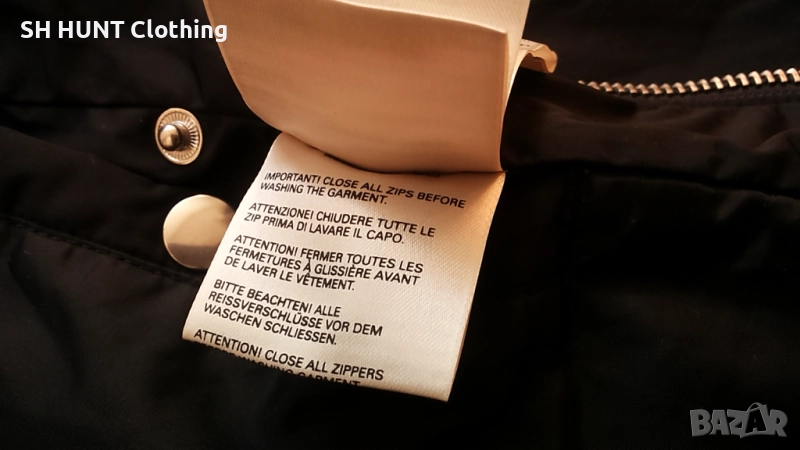 SH HUNT Clothing
IMPORTANT! CLOSE ALL ZIPS BEFORE
WASHING THE GARMENT.
ATTENZIONE! CHIUDERE TUTTE LE
ZIP PRIMA DI LAVARE IL CAPO.
ATTENTION! FERMER TOUTES LES
FERMETURES À GLISSIÈRE AVANT
DE LAVER LE VÊTEMENT.
BITTE BEACHTEN! ALLE
REISSVERSCHLÜSSE VOR DEM
WASCHEN SCHLIESSEN.
ATTENTION! CLOSE ALL ZIPPERS
WASHING GARMENT
BAZAR